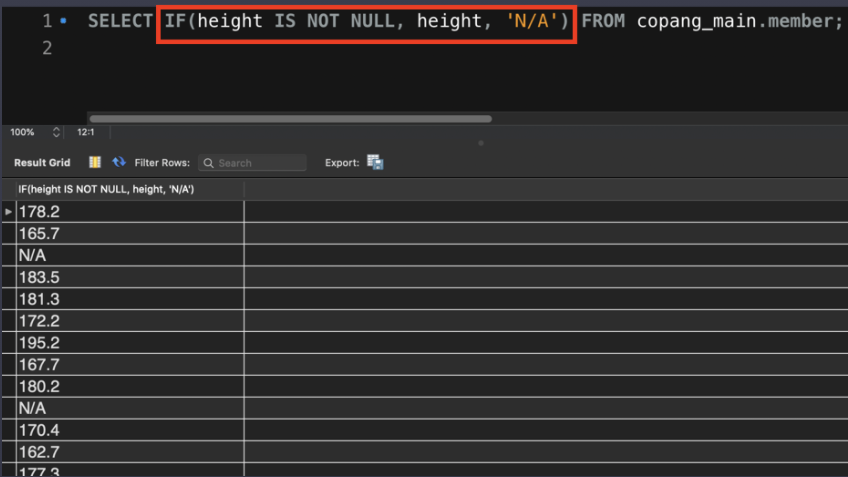 1 SELECT IF(height IS NOT NULL, height, 'N/A') FROM copang_main.member;
2
100% 12:1
Result Grid Filter Rows: Search Export:
IF(height IS NOT NULL, height, 'N/A')
178.2
165.7
N/A
183.5
181.3
172.2
195.2
167.7
180.2
N/A
170.4
162.7
177.3